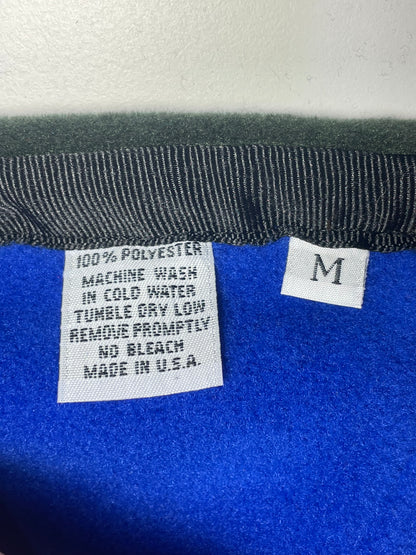 100% POLYESTER
MACHINE WASH
IN COLD WATER
TUMBLE DRY LOW
REMOVE PROMPTLY
NO BLEACH
MADE IN U.S.A.
M